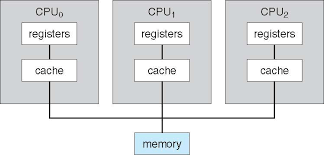 CPU₀ CPU₁ CPU₂
registers registers registers
cache cache cache
memory